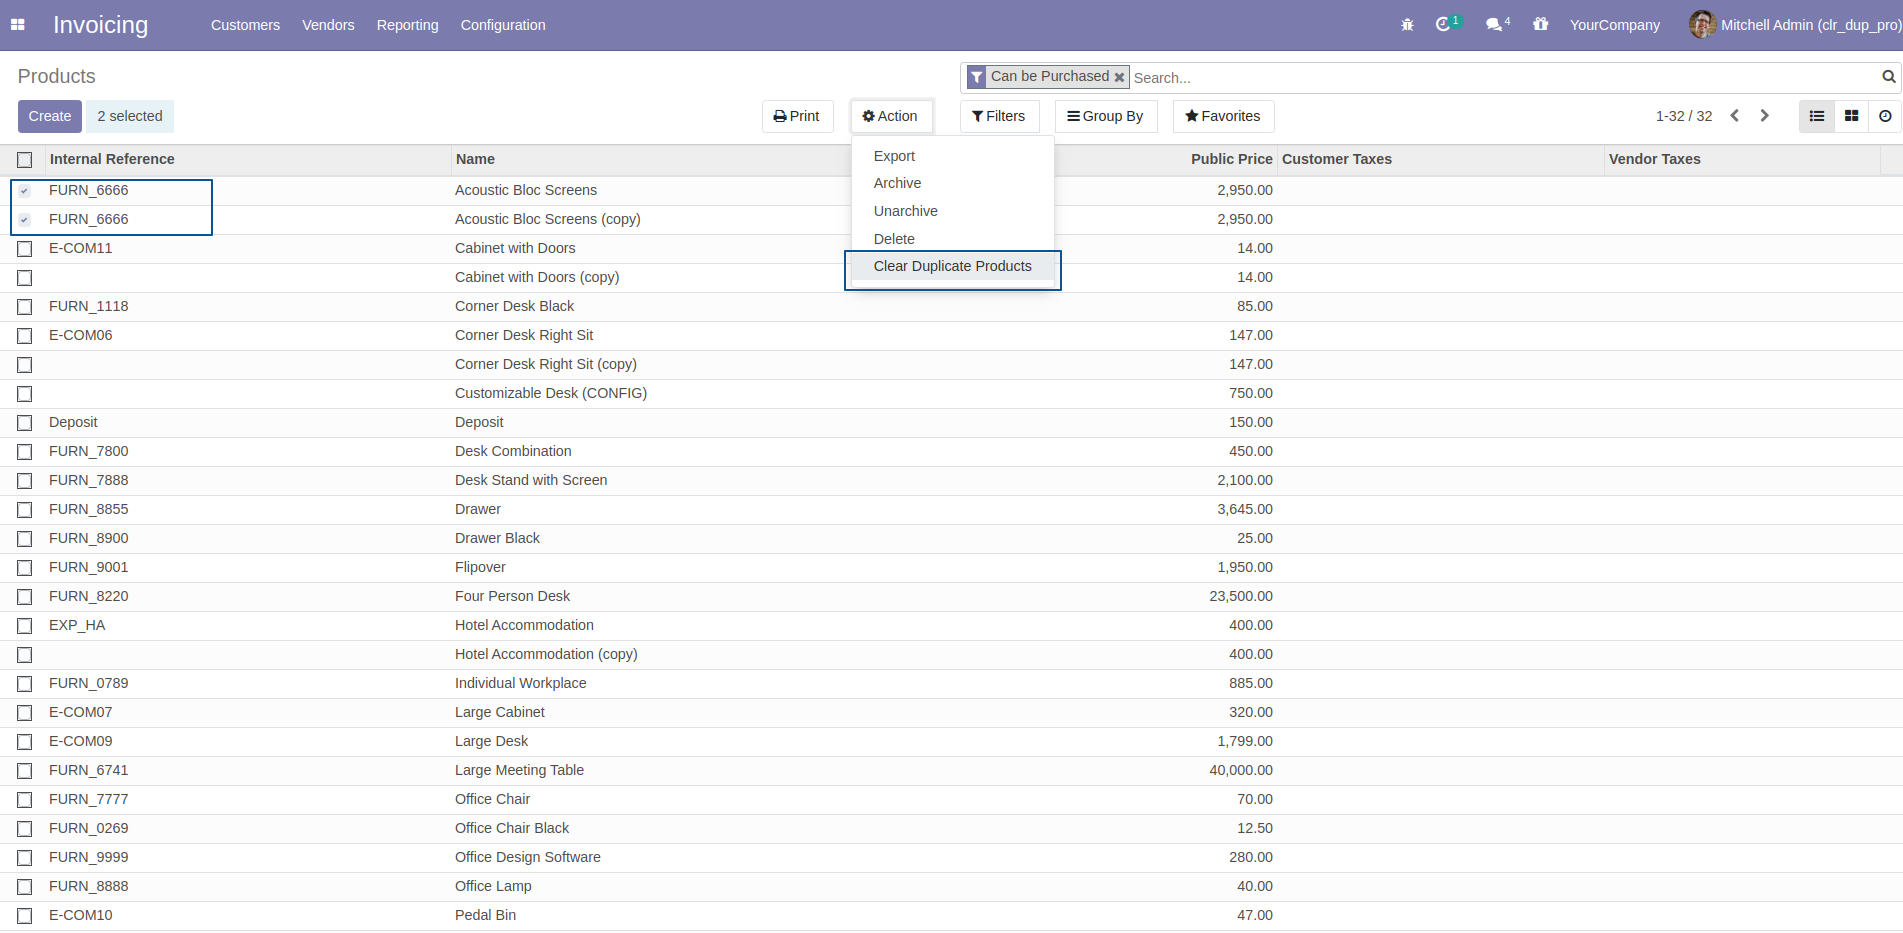 Invoicing Customers Vendors Reporting Configuration 1 4 YourCompany Mitchell Admin (clr_dup_pro)
Products Can be Purchased Search...
Create 2 selected Print Action Filters Group By Favorites 1-32 / 32
Export
Archive
Unarchive
Delete
Clear Duplicate Products
Internal Reference Name Public Price Customer Taxes Vendor Taxes
FURN_6666 Acoustic Bloc Screens 2,950.00
FURN_6666 Acoustic Bloc Screens (copy) 2,950.00
E-COM11 Cabinet with Doors 14.00
Cabinet with Doors (copy) 14.00
FURN_1118 Corner Desk Black 85.00
E-COM06 Corner Desk Right Sit 147.00
Corner Desk Right Sit (copy) 147.00
Customizable Desk (CONFIG) 750.00
Deposit Deposit 150.00
FURN_7800 Desk Combination 450.00
FURN_7888 Desk Stand with Screen 2,100.00
FURN_8855 Drawer 3,645.00
FURN_8900 Drawer Black 25.00
FURN_9001 Flipover 1,950.00
FURN_8220 Four Person Desk 23,500.00
EXP_HA Hotel Accommodation 400.00
Hotel Accommodation (copy) 400.00
FURN_0789 Individual Workplace 885.00
E-COM07 Large Cabinet 320.00
E-COM09 Large Desk 1,799.00
FURN_6741 Large Meeting Table 40,000.00
FURN_7777 Office Chair 70.00
FURN_0269 Office Chair Black 12.50
FURN_9999 Office Design Software 280.00
FURN_8888 Office Lamp 40.00
E-COM10 Pedal Bin 47.00